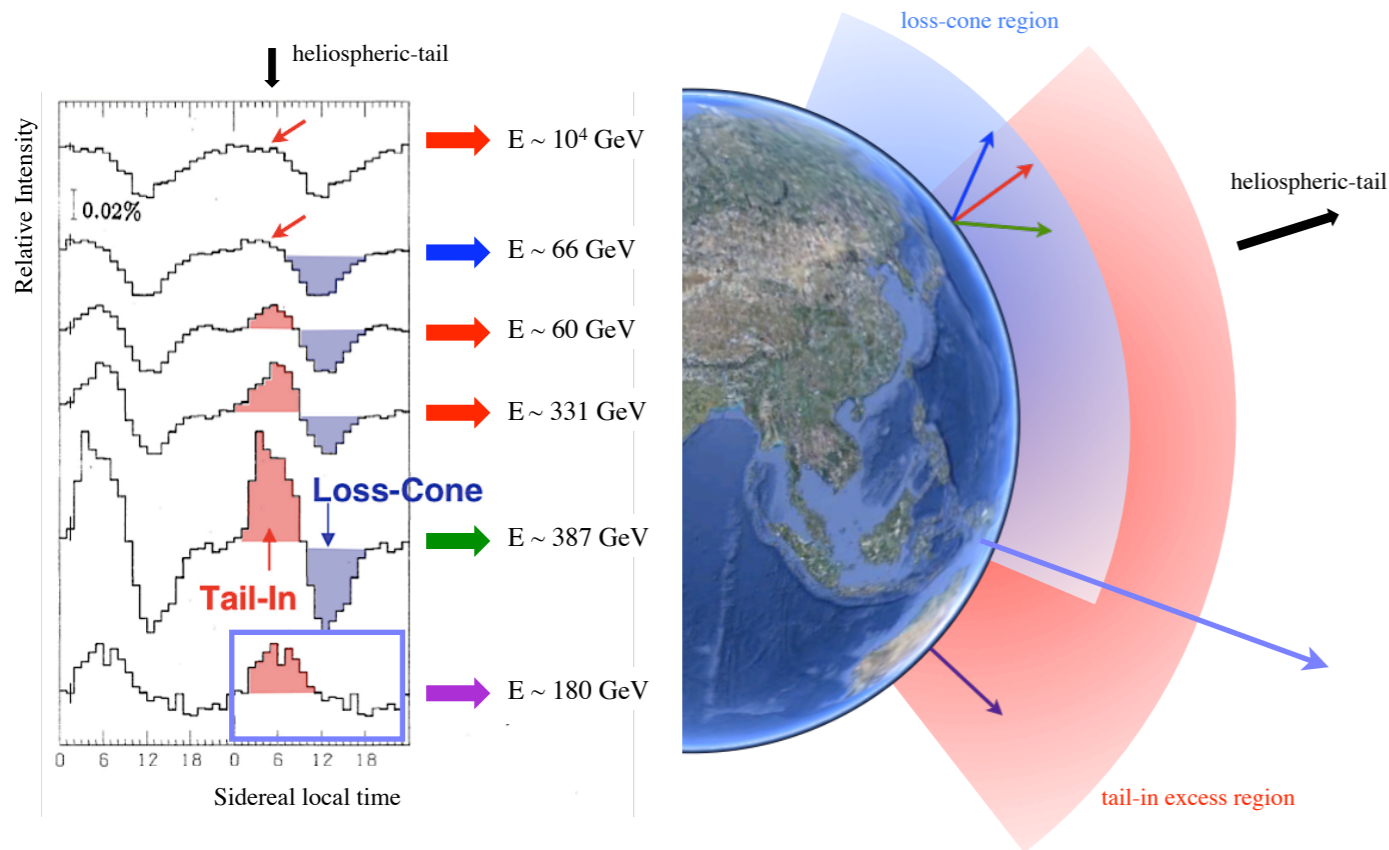 loss-cone region
heliospheric-tail
Relative Intensity
E ~ 10⁴ GeV
0.02%
heliospheric-tail
E ~ 66 GeV
E ~ 60 GeV
E ~ 331 GeV
Loss-Cone
E ~ 387 GeV
Tail-In
E ~ 180 GeV
0 6 12 0 6 12 18
Sidereal local time
tail-in excess region